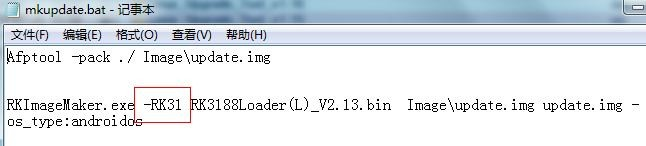 mkupdate.bat - 记事本
文件(F) 编辑(E) 格式(O) 查看(V) 帮助(H)
Afptool -pack ./ Image\update.img
RKImageMaker.exe -RK31 RK3188Loader(L)_V2.13.bin  Image\update.img update.img -
os_type:androidos